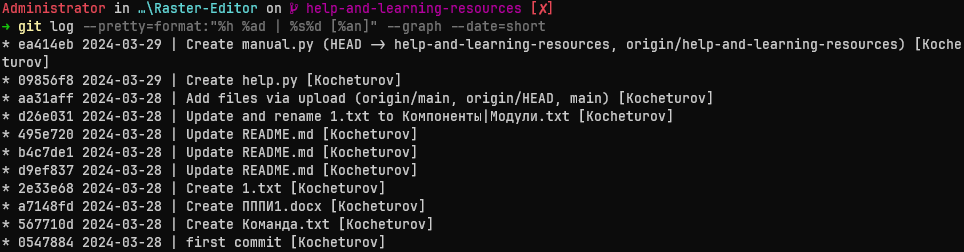 Administrator in …\Raster-Editor on help-and-learning-resources [✗]
➜ git log --pretty=format:"%h %ad | %s%d [%an]" --graph --date=short
* ea414eb 2024-03-29 | Create manual.py (HEAD -> help-and-learning-resources, origin/help-and-learning-resources) [Koche
turov]
* 09856f8 2024-03-29 | Create help.py [Kocheturov]
* aa31aff 2024-03-28 | Add files via upload (origin/main, origin/HEAD, main) [Kocheturov]
* d26e031 2024-03-28 | Update and rename 1.txt to Компоненты|Модули.txt [Kocheturov]
* 495e720 2024-03-28 | Update README.md [Kocheturov]
* b4c7de1 2024-03-28 | Update README.md [Kocheturov]
* d9ef837 2024-03-28 | Update README.md [Kocheturov]
* 2e33e68 2024-03-28 | Create 1.txt [Kocheturov]
* a7148fd 2024-03-28 | Create ПППИ1.docx [Kocheturov]
* 567710d 2024-03-28 | Create Команда.txt [Kocheturov]
* 0547884 2024-03-28 | first commit [Kocheturov]